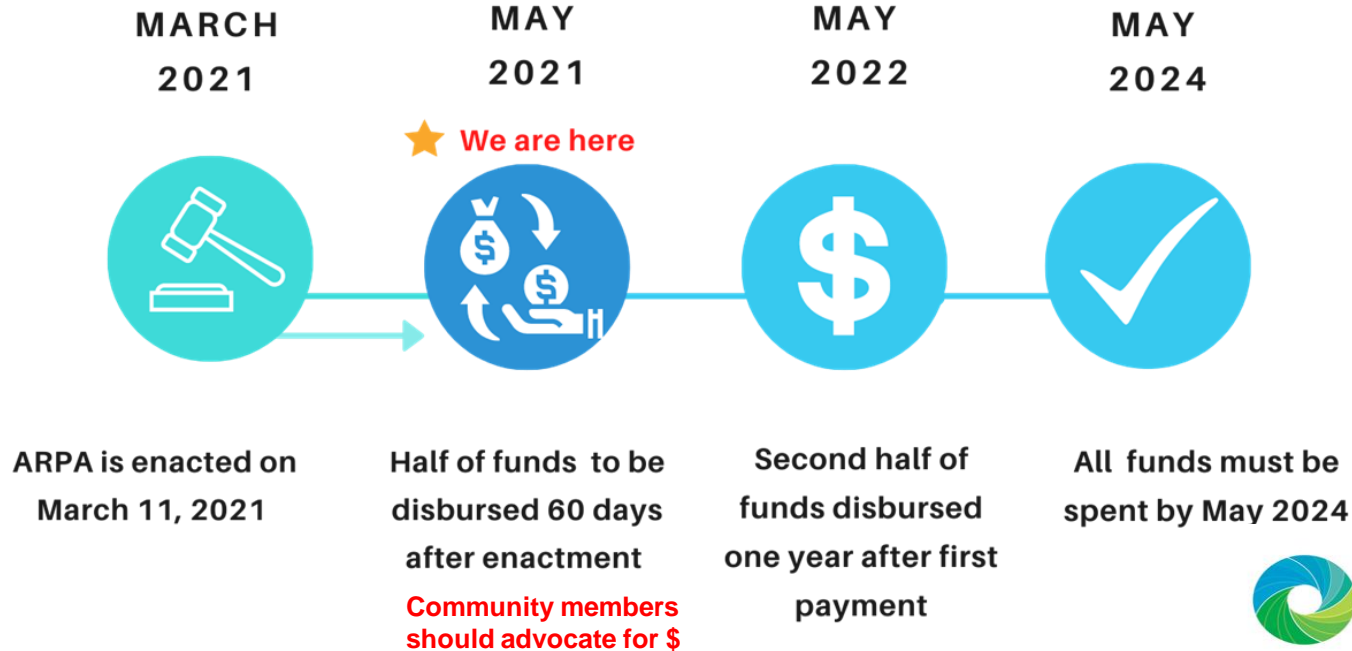 MARCH
2021
MAY
2021
MAY
2022
MAY
2024
We are here
$
$
$
ARPA is enacted on
March 11, 2021
Half of funds to be
disbursed 60 days
after enactment
Community members
should advocate for $
Second half of
funds disbursed
one year after first
payment
All funds must be
spent by May 2024